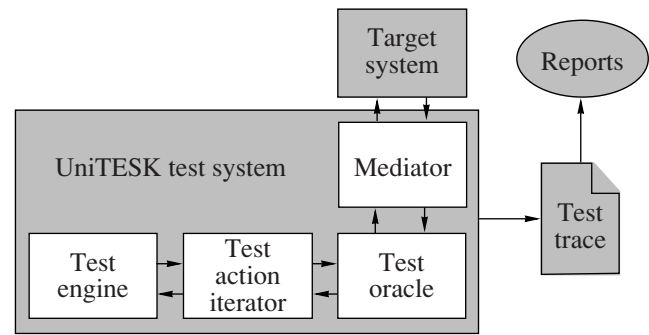 Target
system
Reports
UniTESK test system
Mediator
Test
trace
Test
engine
Test
action
iterator
Test
oracle